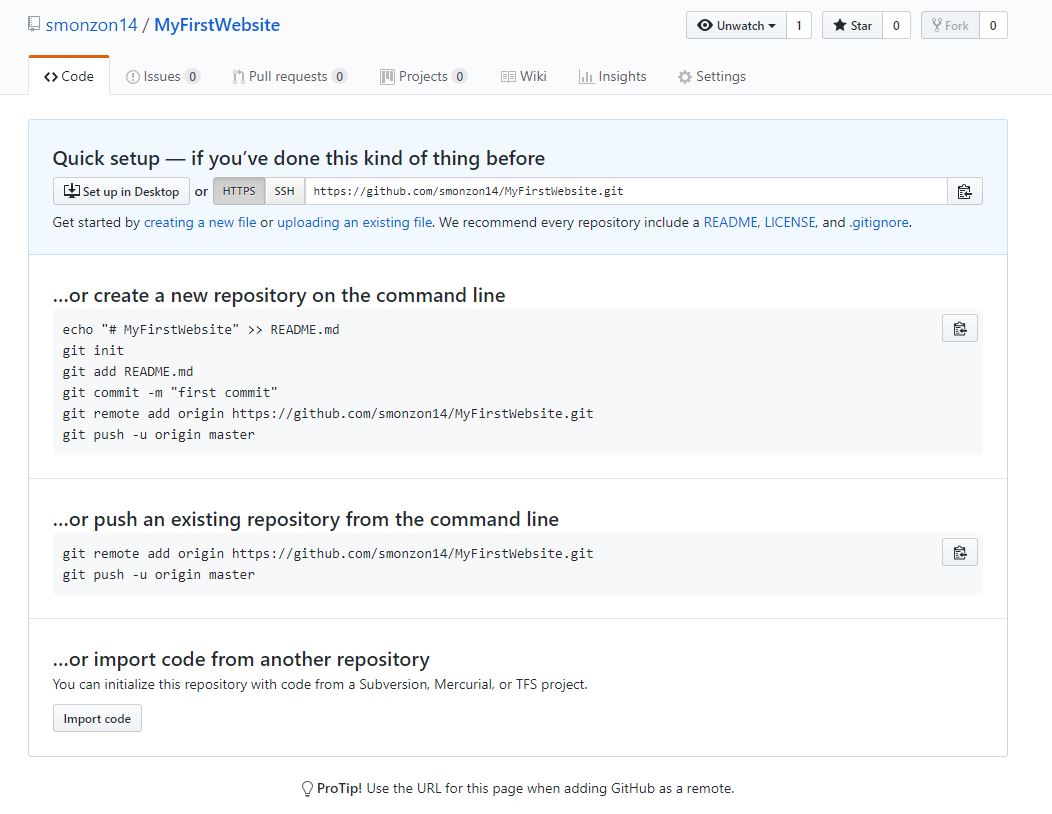 smonzon14 / MyFirstWebsite
Unwatch 1 Star 0 Fork 0
Code Issues 0 Pull requests 0 Projects 0 Wiki Insights Settings
Quick setup — if you’ve done this kind of thing before
Set up in Desktop or HTTPS SSH https://github.com/smonzon14/MyFirstWebsite.git
Get started by creating a new file or uploading an existing file. We recommend every repository include a README, LICENSE, and .gitignore.
…or create a new repository on the command line
echo "# MyFirstWebsite" >> README.md
git init
git add README.md
git commit -m "first commit"
git remote add origin https://github.com/smonzon14/MyFirstWebsite.git
git push -u origin master
…or push an existing repository from the command line
git remote add origin https://github.com/smonzon14/MyFirstWebsite.git
git push -u origin master
…or import code from another repository
You can initialize this repository with code from a Subversion, Mercurial, or TFS project.
Import code
ProTip! Use the URL for this page when adding GitHub as a remote.